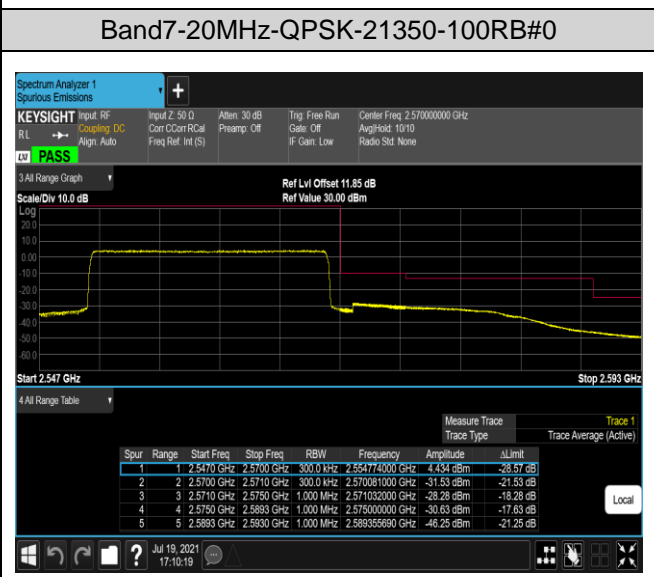 Band7-20MHz-QPSK-21350-100RB#0
Spectrum Analyzer 1
Spurious Emissions
KEYSIGHT Input: RF Input Z: 50 Ω Atten: 30 dB Trig: Free Run Center Freq: 2.570000000 GHz
RL Coupling: DC Corr CCorr RCal Preamp: Off Gate: Off Avg|Hold: 10/10
Align: Auto Freq Ref: Int (S) IF Gain: Low Radio Std: None
LXI PASS
3 All Range Graph
Ref Lvl Offset 11.85 dB
Scale/Div 10.0 dB Ref Value 30.00 dBm
Log
20.0
10.0
0.00
-10.0
-20.0
-30.0
-40.0
-50.0
-60.0
Start 2.547 GHz Stop 2.593 GHz
4 All Range Table
Measure Trace Trace 1
Trace Type Trace Average (Active)
Spur Range Start Freq Stop Freq RBW Frequency Amplitude ΔLimit
1 1 2.5470 GHz 2.5700 GHz 300.0 kHz 2.554774000 GHz 4.434 dBm -28.57 dB
2 2 2.5700 GHz 2.5710 GHz 300.0 kHz 2.570081000 GHz -31.53 dBm -21.53 dB
3 3 2.5710 GHz 2.5750 GHz 1.000 MHz 2.571032000 GHz -28.28 dBm -18.28 dB
4 4 2.5750 GHz 2.5893 GHz 1.000 MHz 2.575000000 GHz -30.63 dBm -17.63 dB
5 5 2.5893 GHz 2.5930 GHz 1.000 MHz 2.589355690 GHz -46.25 dBm -21.25 dB
Local
Jul 19, 2021
17:10:19